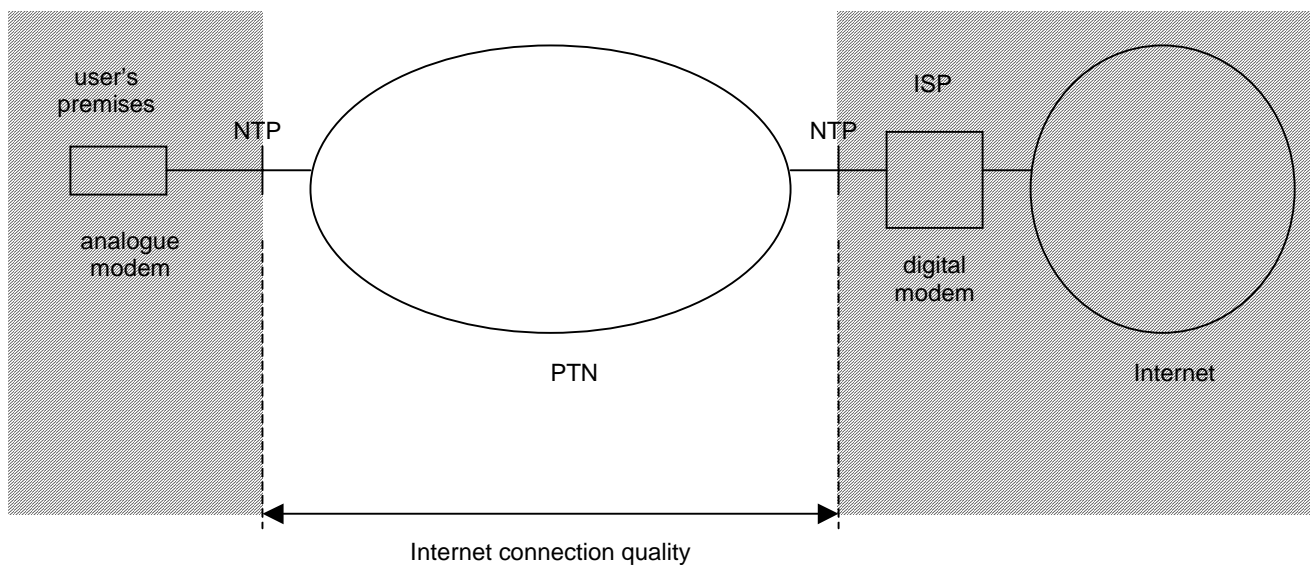 user's
premises
NTP
analogue
modem
PTN
NTP
ISP
digital
modem
Internet
Internet connection quality